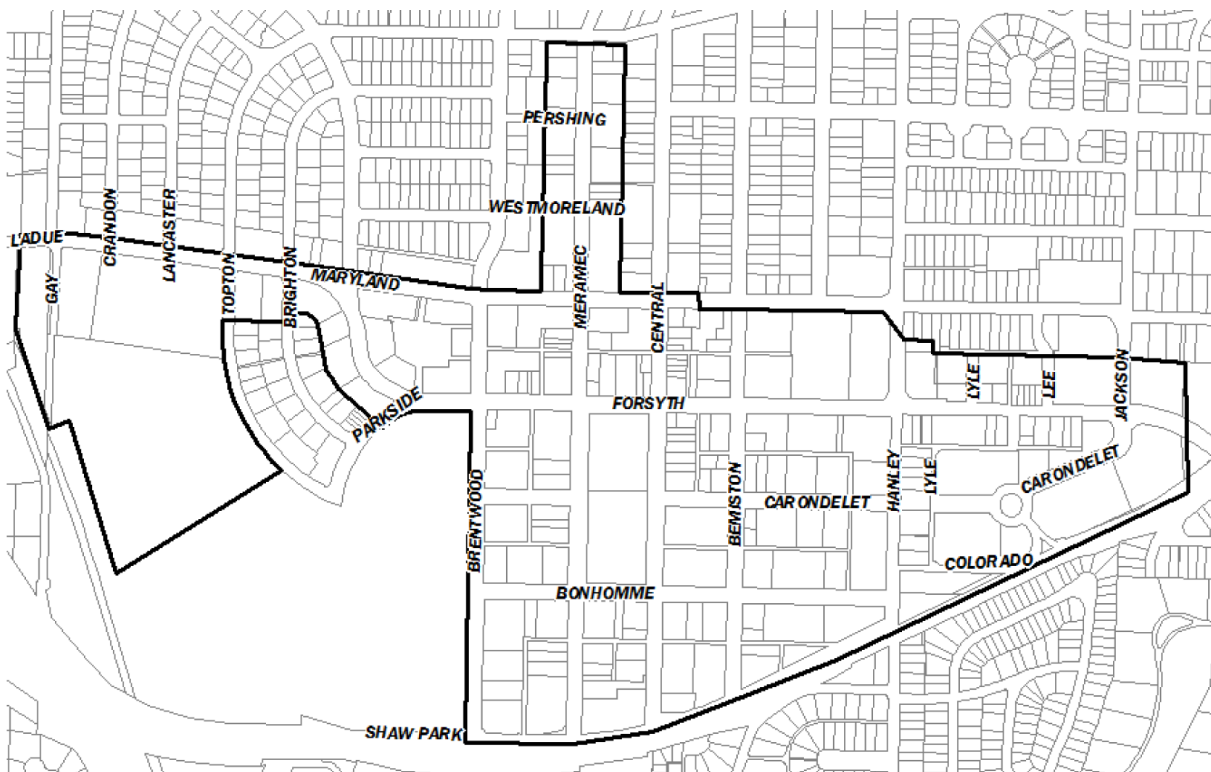 PERSHING
WESTMORELAND
LADUE
CRANDON
LANCASTER
GAY
TOPTON
BRIGHTON
MARYLAND
MERAMEC
CENTRAL
PARKSIDE
FORSYTH
LYLE
LEE
JACKSON
BRENTWOOD
BEMISTON
CARONDELET
HANLEY
LYLE
CARONDELET
COLORADO
BONHOMME
SHAW PARK